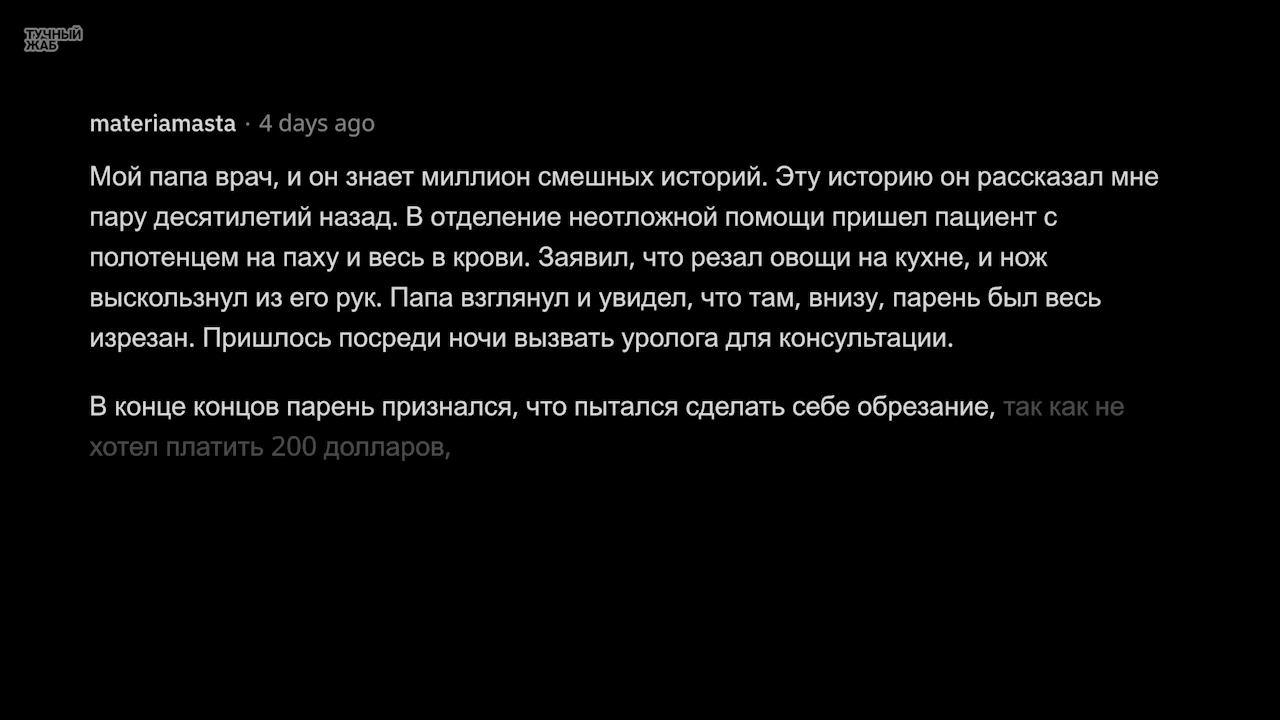 ТУЧНЫЙ
ЖАБ
materiamasta · 4 days ago
Мой папа врач, и он знает миллион смешных историй. Эту историю он рассказал мне
пару десятилетий назад. В отделение неотложной помощи пришел пациент с
полотенцем на паху и весь в крови. Заявил, что резал овощи на кухне, и нож
выскользнул из его рук. Папа взглянул и увидел, что там, внизу, парень был весь
изрезан. Пришлось посреди ночи вызвать уролога для консультации.
В конце концов парень признался, что пытался сделать себе обрезание, так как не
хотел платить 200 долларов,